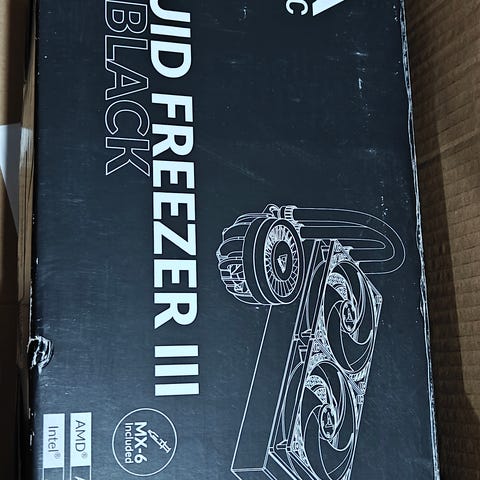 C
UID FREEZER III
BLACK
MX-6
Included
AMD®
Intel®